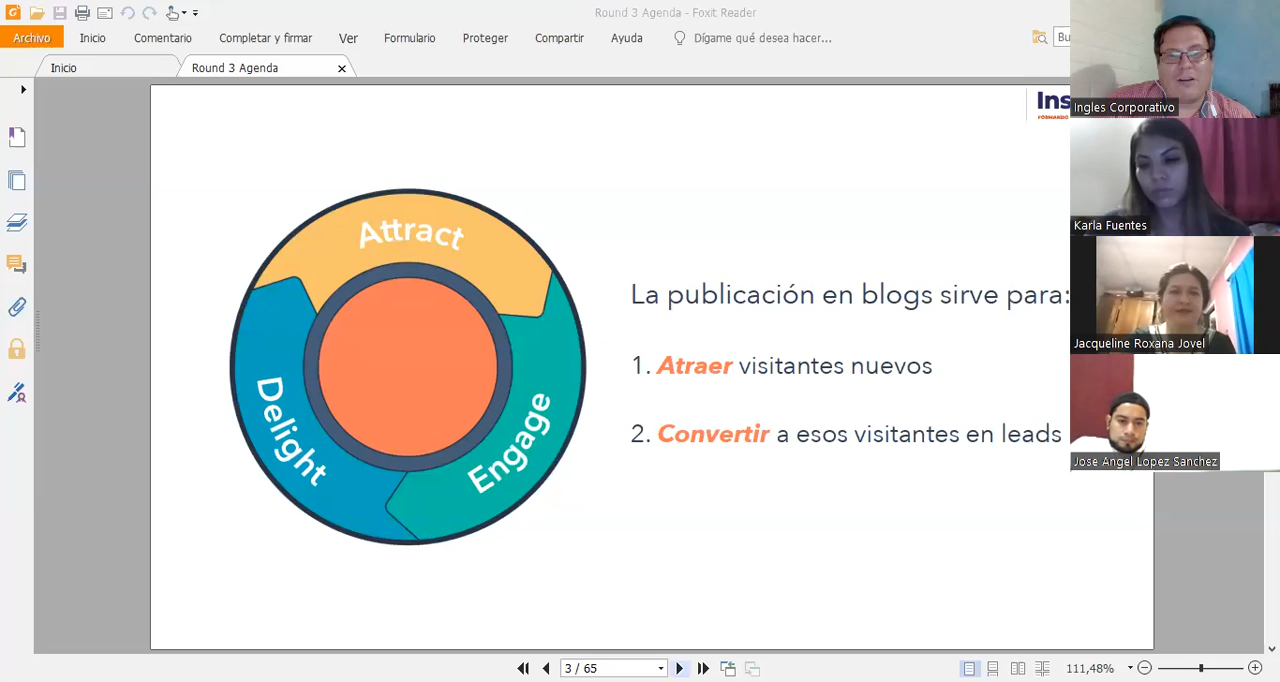 Round 3 Agenda - Foxit Reader
Archivo Inicio Comentario Completar y firmar Ver Formulario Proteger Compartir Ayuda Dígame qué desea hacer... Bu
Inicio Round 3 Agenda
Ins
Attract
Engage
Delight
La publicación en blogs sirve para:
1. Atraer visitantes nuevos
2. Convertir a esos visitantes en leads
Ingles Corporativo
Karla Fuentes
Jacqueline Roxana Jovel
Jose Angel Lopez Sanchez
3 / 65
111,48%